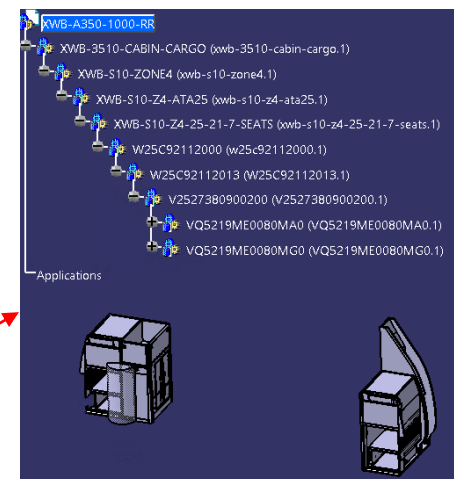 XWB-A350-1000-RR
XWB-3510-CABIN-CARGO (xwb-3510-cabin-cargo.1)
XWB-S10-ZONE4 (xwb-s10-zone4.1)
XWB-S10-Z4-ATA25 (xwb-s10-z4-ata25.1)
XWB-S10-Z4-25-21-7-SEATS (xwb-s10-z4-25-21-7-seats.1)
W25C92112000 (w25c92112000.1)
W25C92112013 (W25C92112013.1)
V2527380900200 (V2527380900200.1)
VQ5219ME0080MA0 (VQ5219ME0080MA0.1)
VQ5219ME0080MG0 (VQ5219ME0080MG0.1)
Applications